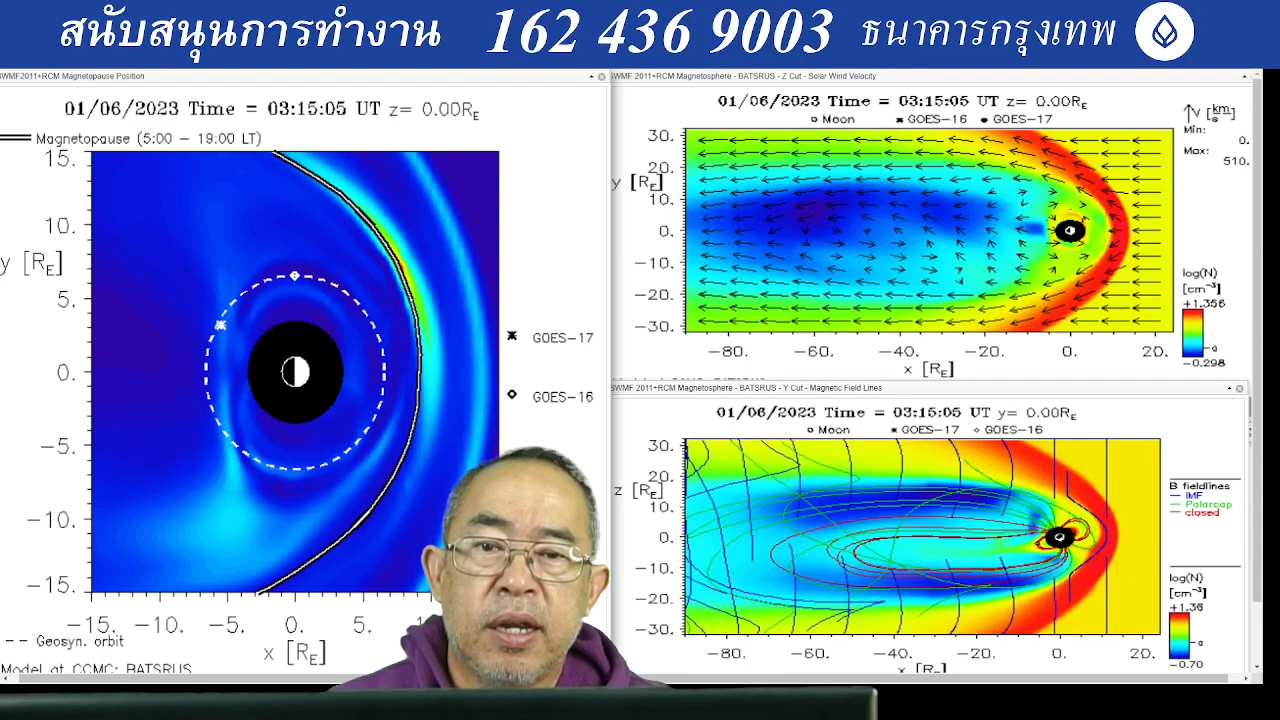 สนับสนุนการทำงาน 162 436 9003 ธนาคารกรุงเทพ
SWMF2011+RCM Magnetopause Position
01/06/2023 Time = 03:15:05 UT z= 0.00RE
Magnetopause (5:00 – 19:00 LT)
15.
10.
5.
0.
−5.
−10.
−15.
y [RE]
−15. −10. −5. 0. 5. 1
x [RE]
GOES-17
GOES-16
Geosyn. orbit
Model at CCMC: BATSRUS
SWMF 2011+RCM Magnetosphere - BATSRUS - Z Cut - Solar Wind Velocity
01/06/2023 Time = 03:15:05 UT z= 0.00RE
Moon GOES-16 GOES-17
30.
20.
10.
0.
−10.
−20.
−30.
y [RE]
−80. −60. −40. −20. 0. 20.
x [RE]
V [km/s]
Min:
0.
Max:
510.
log(N)
[cm−3]
+1.356
0
−0.298
SWMF 2011+RCM Magnetosphere - BATSRUS - Y Cut - Magnetic Field Lines
01/06/2023 Time = 03:15:05 UT y= 0.00RE
Moon GOES-17 GOES-16
30.
20.
10.
0.
−10.
−20.
−30.
z [RE]
−80. −60. −40. −20. 0. 20.
B fieldlines
IMF
Polarcap
closed
log(N)
[cm−3]
+1.36
0
−0.70